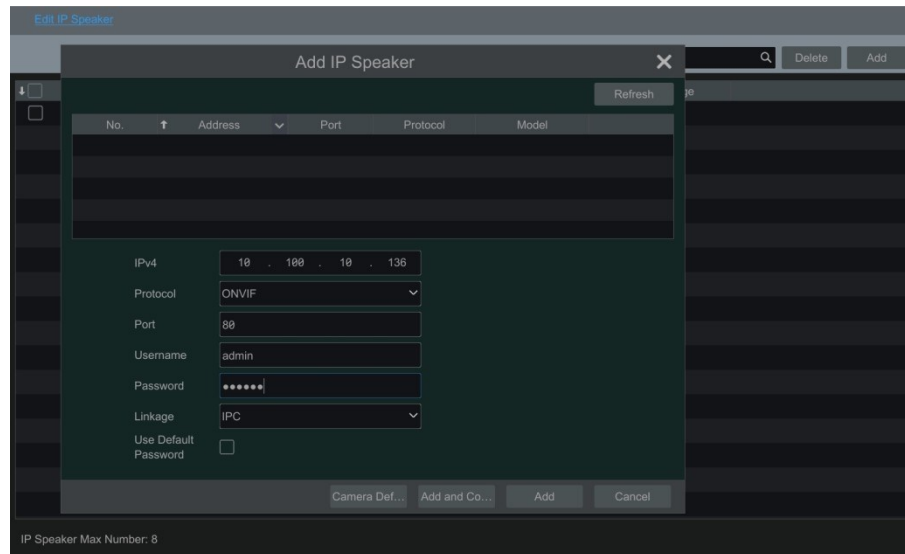 Edit IP Speaker
Delete Add
Add IP Speaker
Refresh
No. Address Port Protocol Model
IPv4 10 . 100 . 10 . 136
Protocol ONVIF
Port 80
Username admin
Password ●●●●●●
Linkage IPC
Use Default
Password
Camera Def... Add and Co... Add Cancel
IP Speaker Max Number: 8